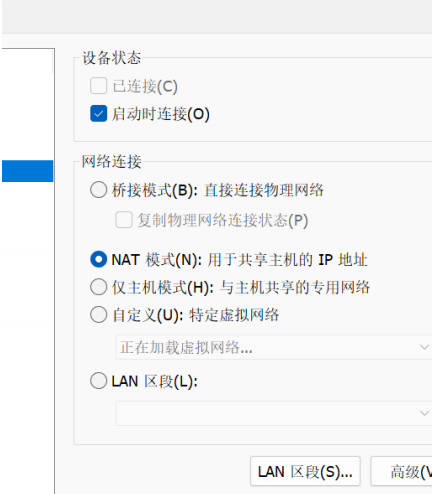 设备状态
已连接(C)
启动时连接(O)
网络连接
桥接模式(B): 直接连接物理网络
复制物理网络连接状态(P)
NAT 模式(N): 用于共享主机的 IP 地址
仅主机模式(H): 与主机共享的专用网络
自定义(U): 特定虚拟网络
正在加载虚拟网络...
LAN 区段(L):
LAN 区段(S)... 高级(V